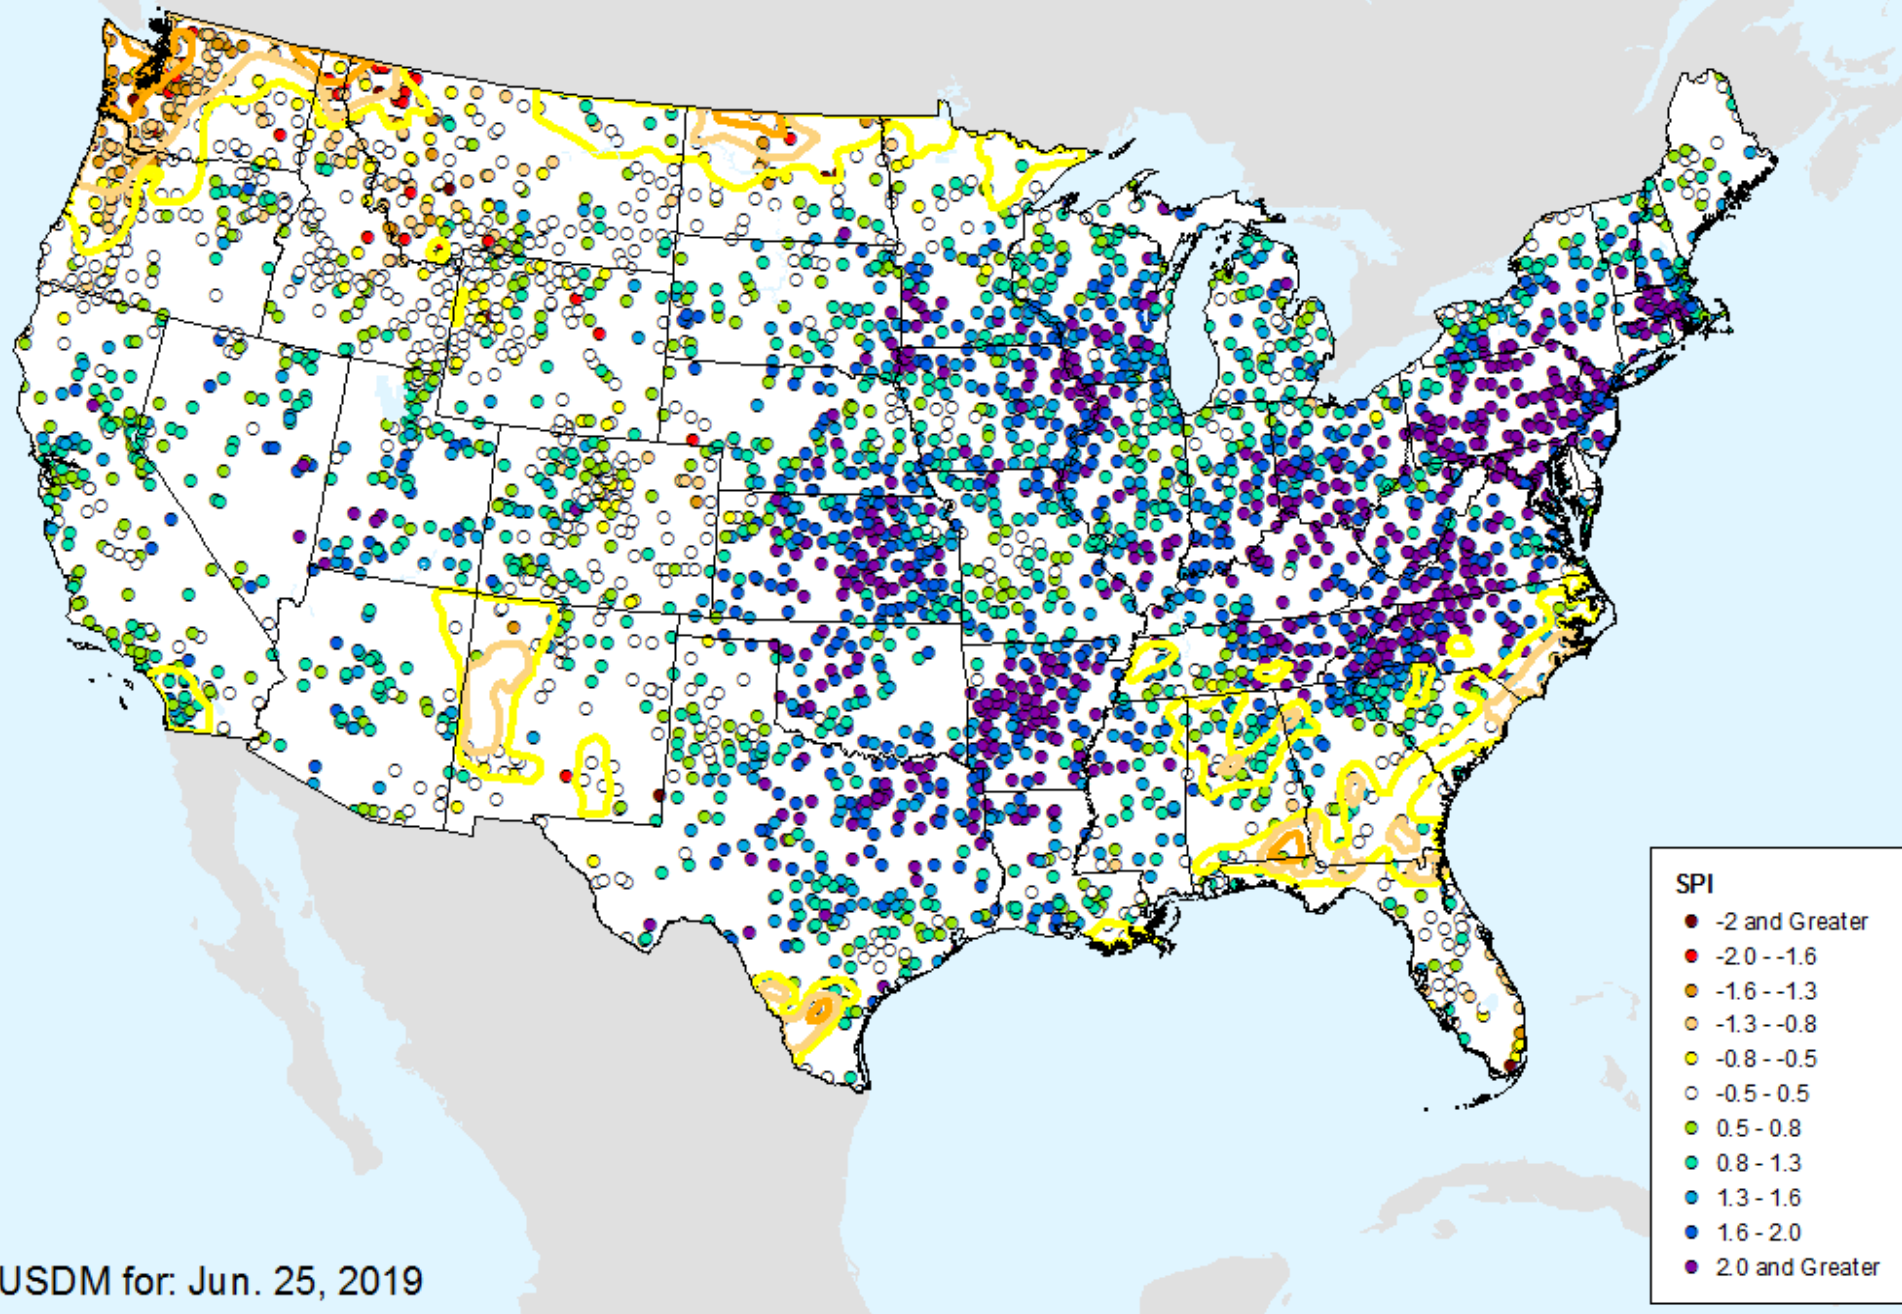 SPI
-2 and Greater
-2.0 - -1.6
-1.6 - -1.3
-1.3 - -0.8
-0.8 - -0.5
-0.5 - 0.5
0.5 - 0.8
0.8 - 1.3
1.3 - 1.6
1.6 - 2.0
2.0 and Greater
USDM for: Jun. 25, 2019